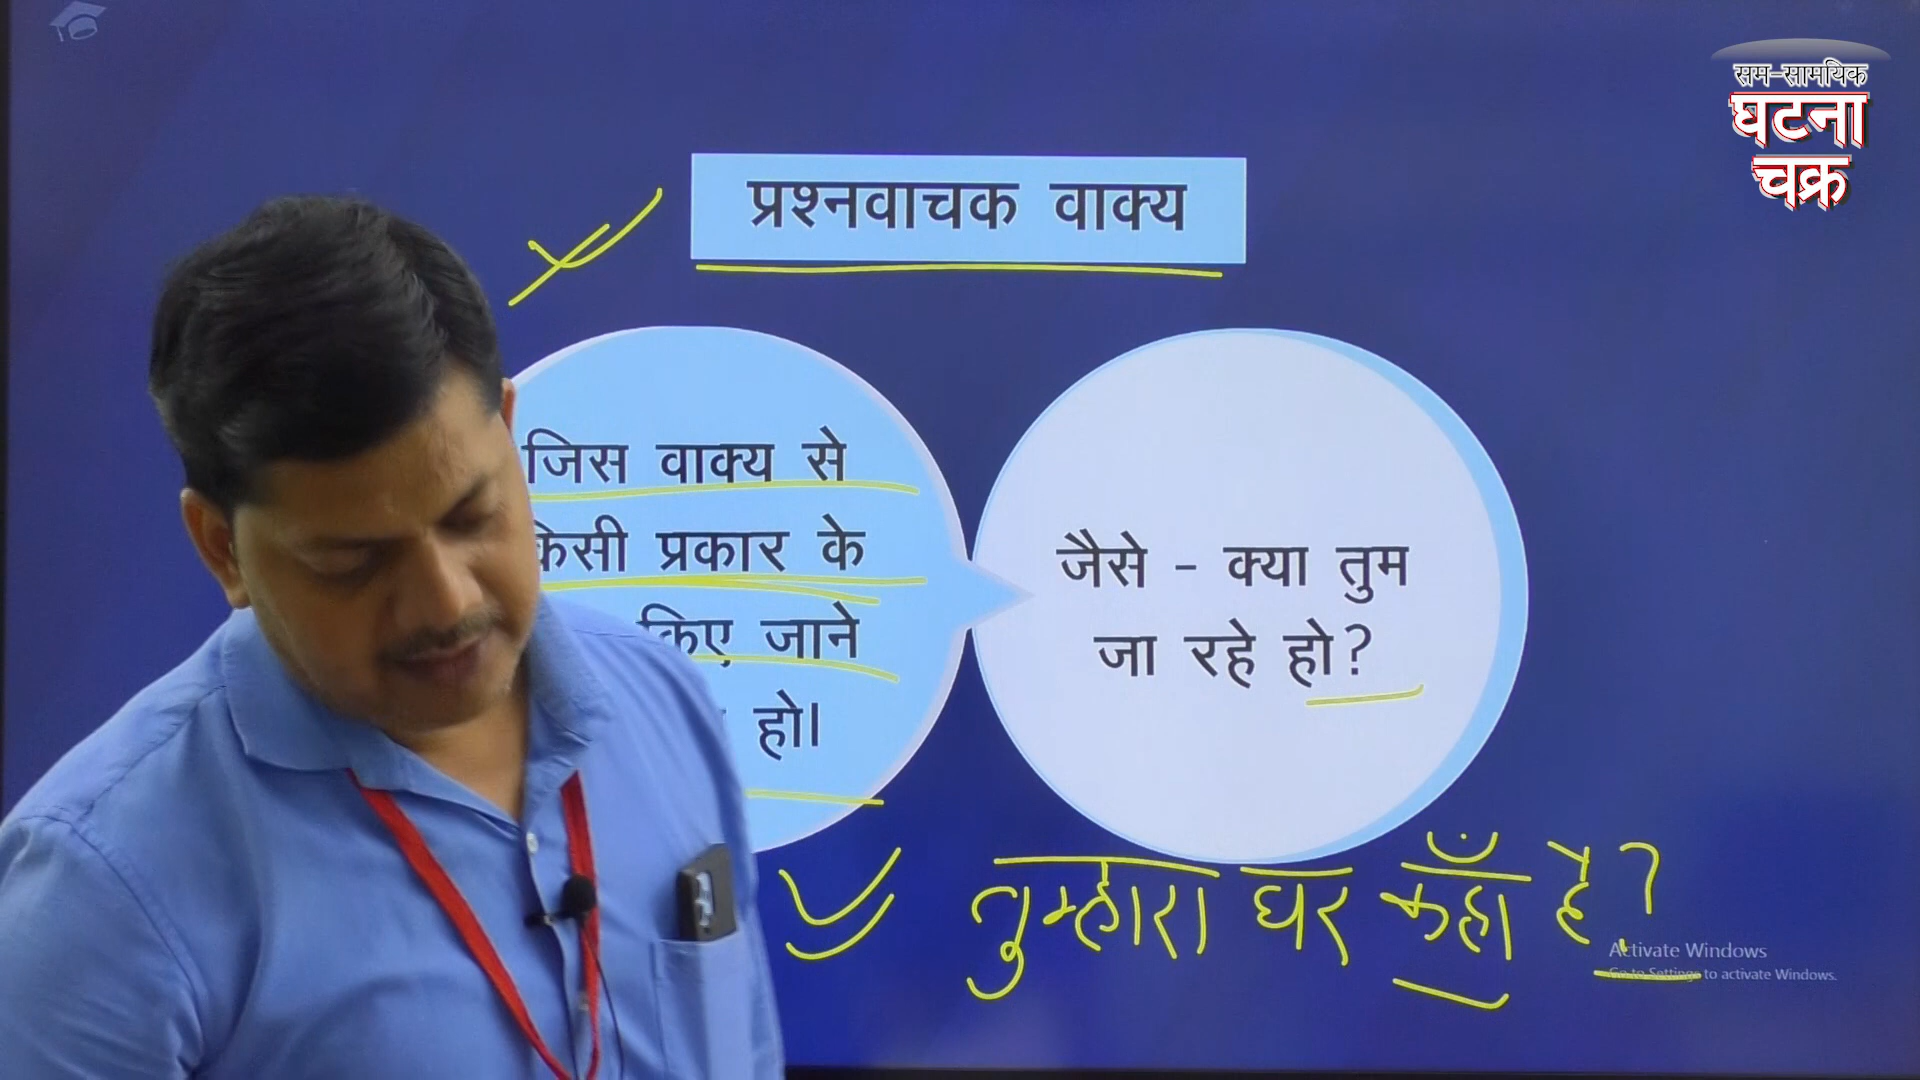 सम-सामयिक
घटना
चक्र
प्रश्नवाचक वाक्य
जिस वाक्य से
किसी प्रकार के
किए जाने
हो।
जैसे - क्या तुम
जा रहे हो?
तुम्हारा घर कहाँ है?
Activate Windows
Go to Settings to activate Windows.